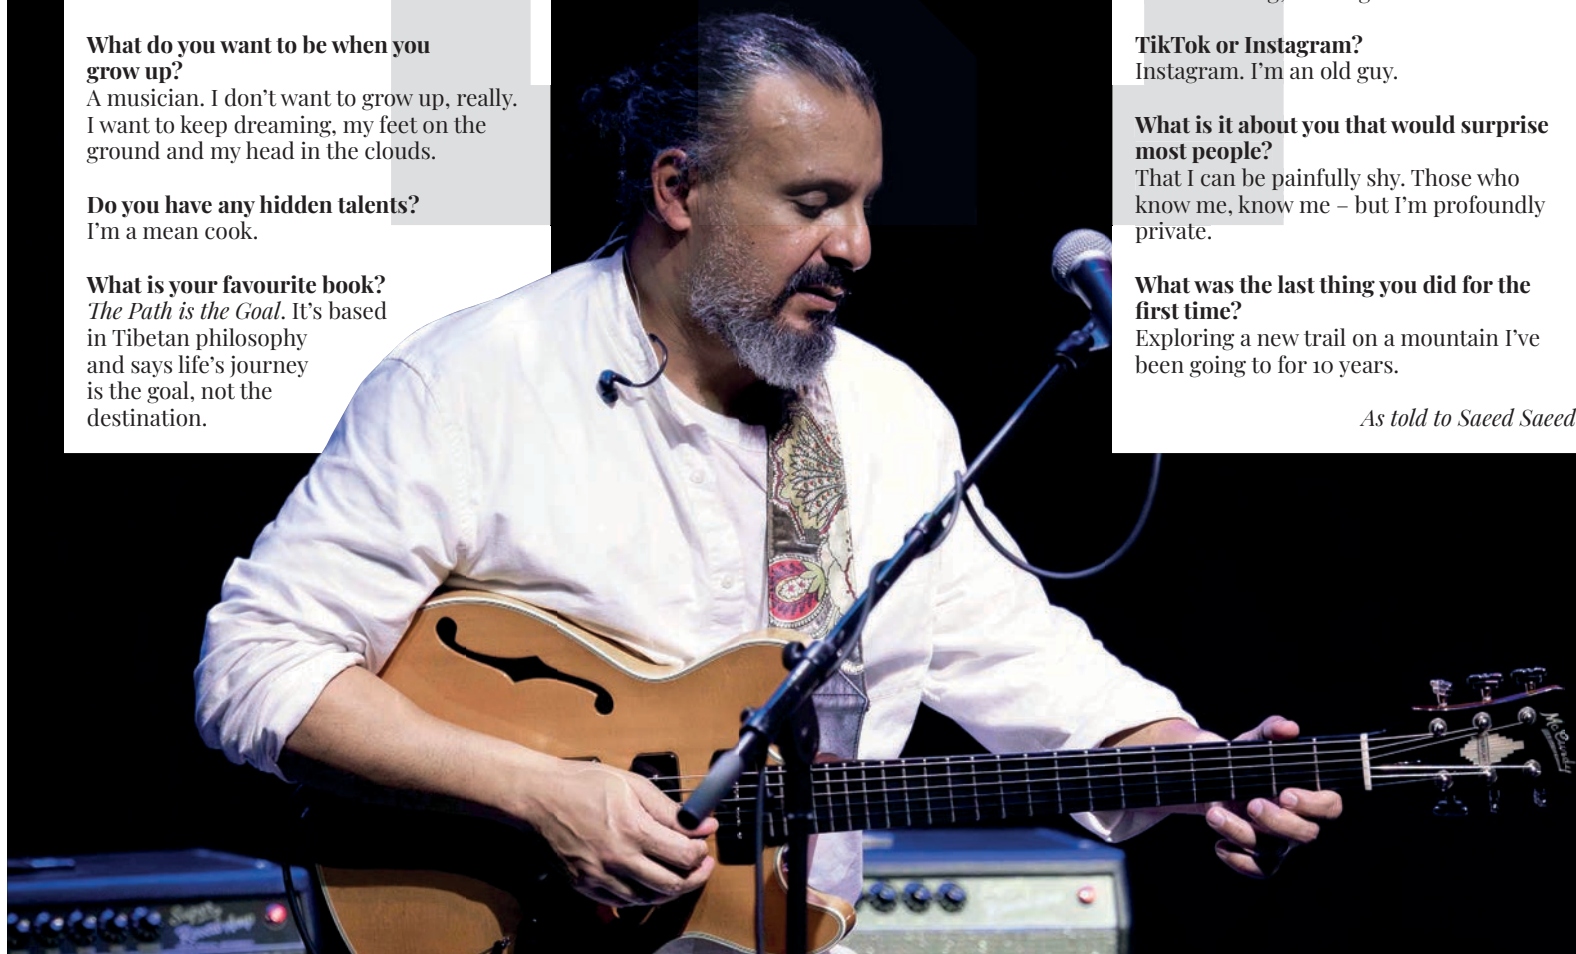 What do you want to be when you
grow up?
A musician. I don't want to grow up, really.
I want to keep dreaming, my feet on the
ground and my head in the clouds.
Do you have any hidden talents?
I'm a mean cook.
What is your favourite book?
The Path is the Goal. It's based
in Tibetan philosophy
and says life's journey
is the goal, not the
destination.
TikTok or Instagram?
Instagram. I'm an old guy.
What is it about you that would surprise
most people?
That I can be painfully shy. Those who
know me, know me – but I'm profoundly
private.
What was the last thing you did for the
first time?
Exploring a new trail on a mountain I've
been going to for 10 years.
As told to Saeed Saeed
McCurdy